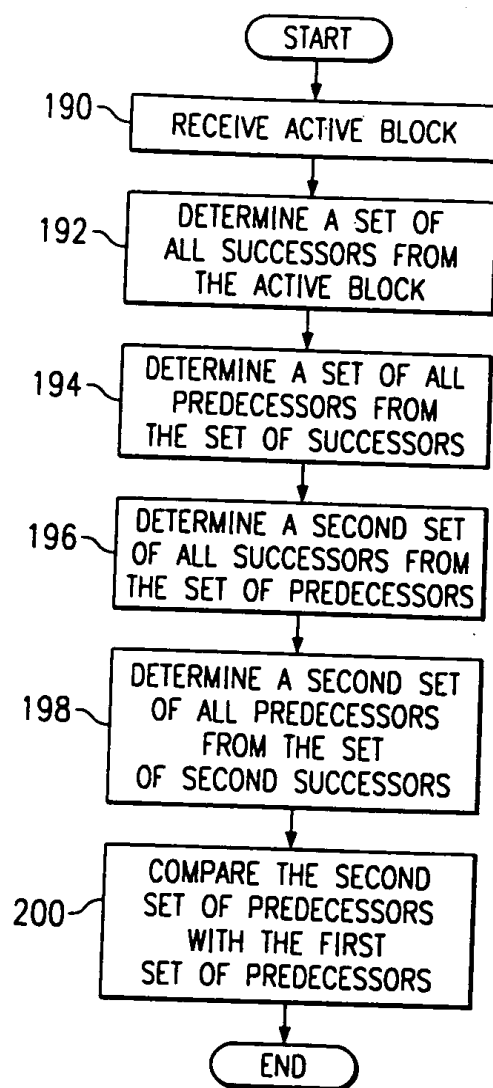 START
190
RECEIVE ACTIVE BLOCK
192
DETERMINE A SET OF
ALL SUCCESSORS FROM
THE ACTIVE BLOCK
194
DETERMINE A SET OF ALL
PREDECESSORS FROM
THE SET OF SUCCESSORS
196
DETERMINE A SECOND SET
OF ALL SUCCESSORS FROM
THE SET OF PREDECESSORS
198
DETERMINE A SECOND SET
OF ALL PREDECESSORS
FROM THE SET
OF SECOND SUCCESSORS
200
COMPARE THE SECOND
SET OF PREDECESSORS
WITH THE FIRST
SET OF PREDECESSORS
END